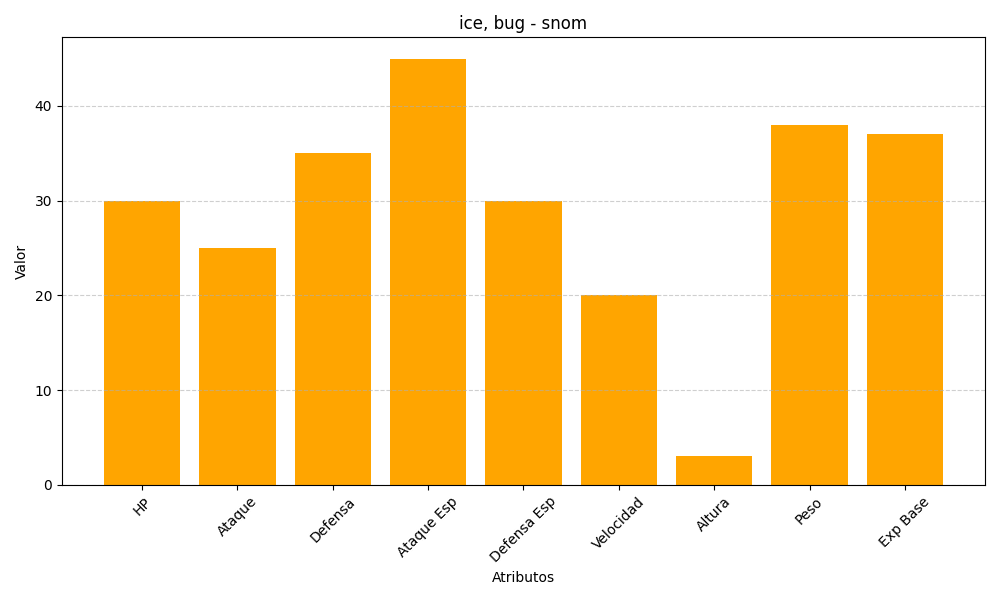 ice, bug - snom
Valor
40
30
20
10
0
HP
Ataque
Defensa
Ataque Esp
Defensa Esp
Velocidad
Altura
Peso
Exp Base
Atributos